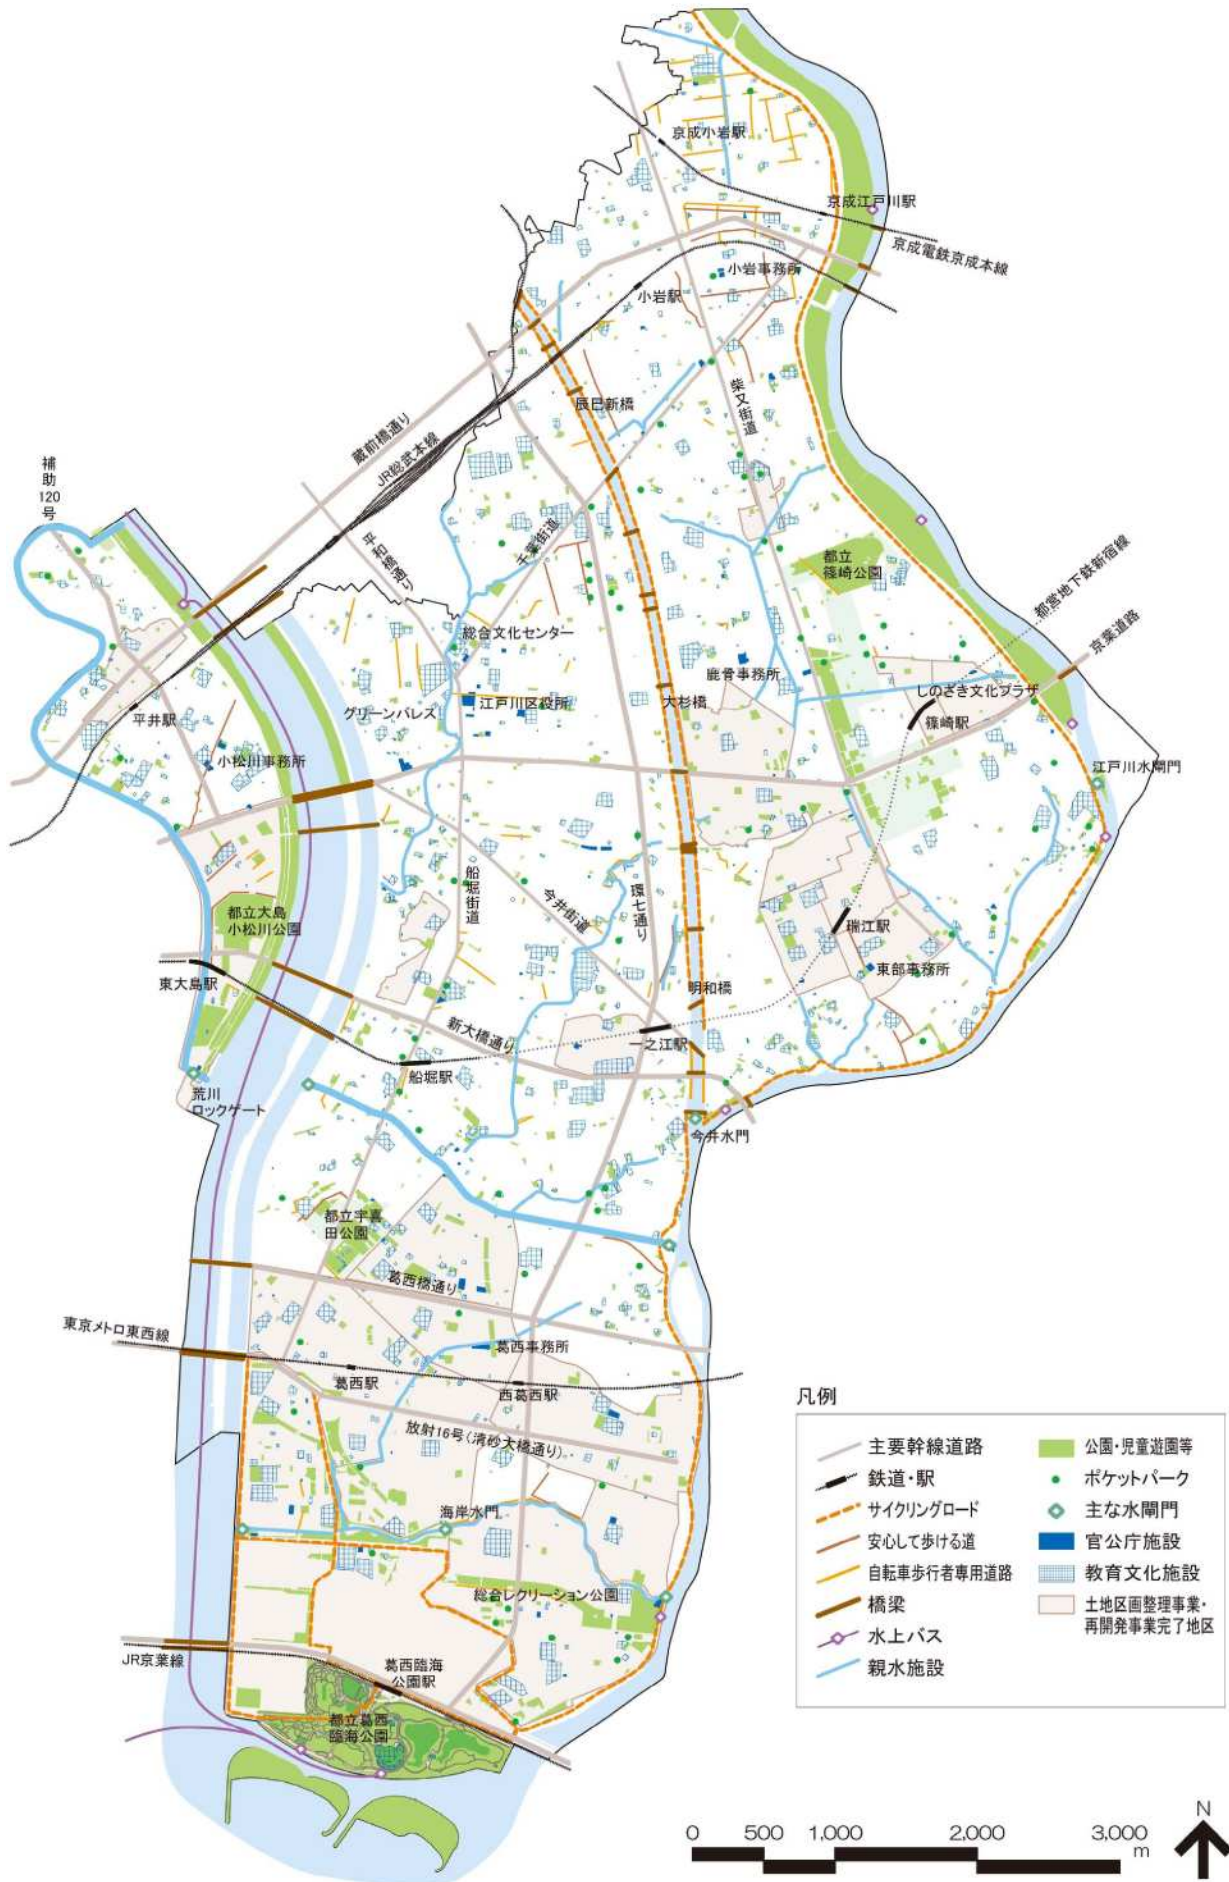 京成小岩駅
京成江戸川駅
京成電鉄京成本線
小岩事務所
小岩駅
柴又街道
辰巳新橋
蔵前橋通り
JR総武本線
補助
120
号
平和橋通り
千葉街道
都立
篠崎公園
都営地下鉄新宿線
京葉道路
総合文化センター
鹿骨事務所
しのざき文化プラザ
篠崎駅
江戸川区役所
大杉橋
グリーンパレス
平井駅
小松川事務所
江戸川水閘門
船堀街道
今井街道
環七通り
都立大島
小松川公園
瑞江駅
東部事務所
東大島駅
明和橋
新大橋通り
一之江駅
船堀駅
荒川
ロックゲート
今井水門
都立宇喜
田公園
葛西橋通り
東京メトロ東西線
葛西事務所
葛西駅
西葛西駅
放射16号(清砂大橋通り)
海岸水門
総合レクリーション公園
JR京葉線
葛西臨海
公園駅
都立葛西
臨海公園
凡例
主要幹線道路
鉄道・駅
サイクリングロード
安心して歩ける道
自転車歩行者専用道路
橋梁
水上バス
親水施設
公園・児童遊園等
ポケットパーク
主な水閘門
官公庁施設
教育文化施設
土地区画整理事業・
再開発事業完了地区
0 500 1,000 2,000 3,000
m
N